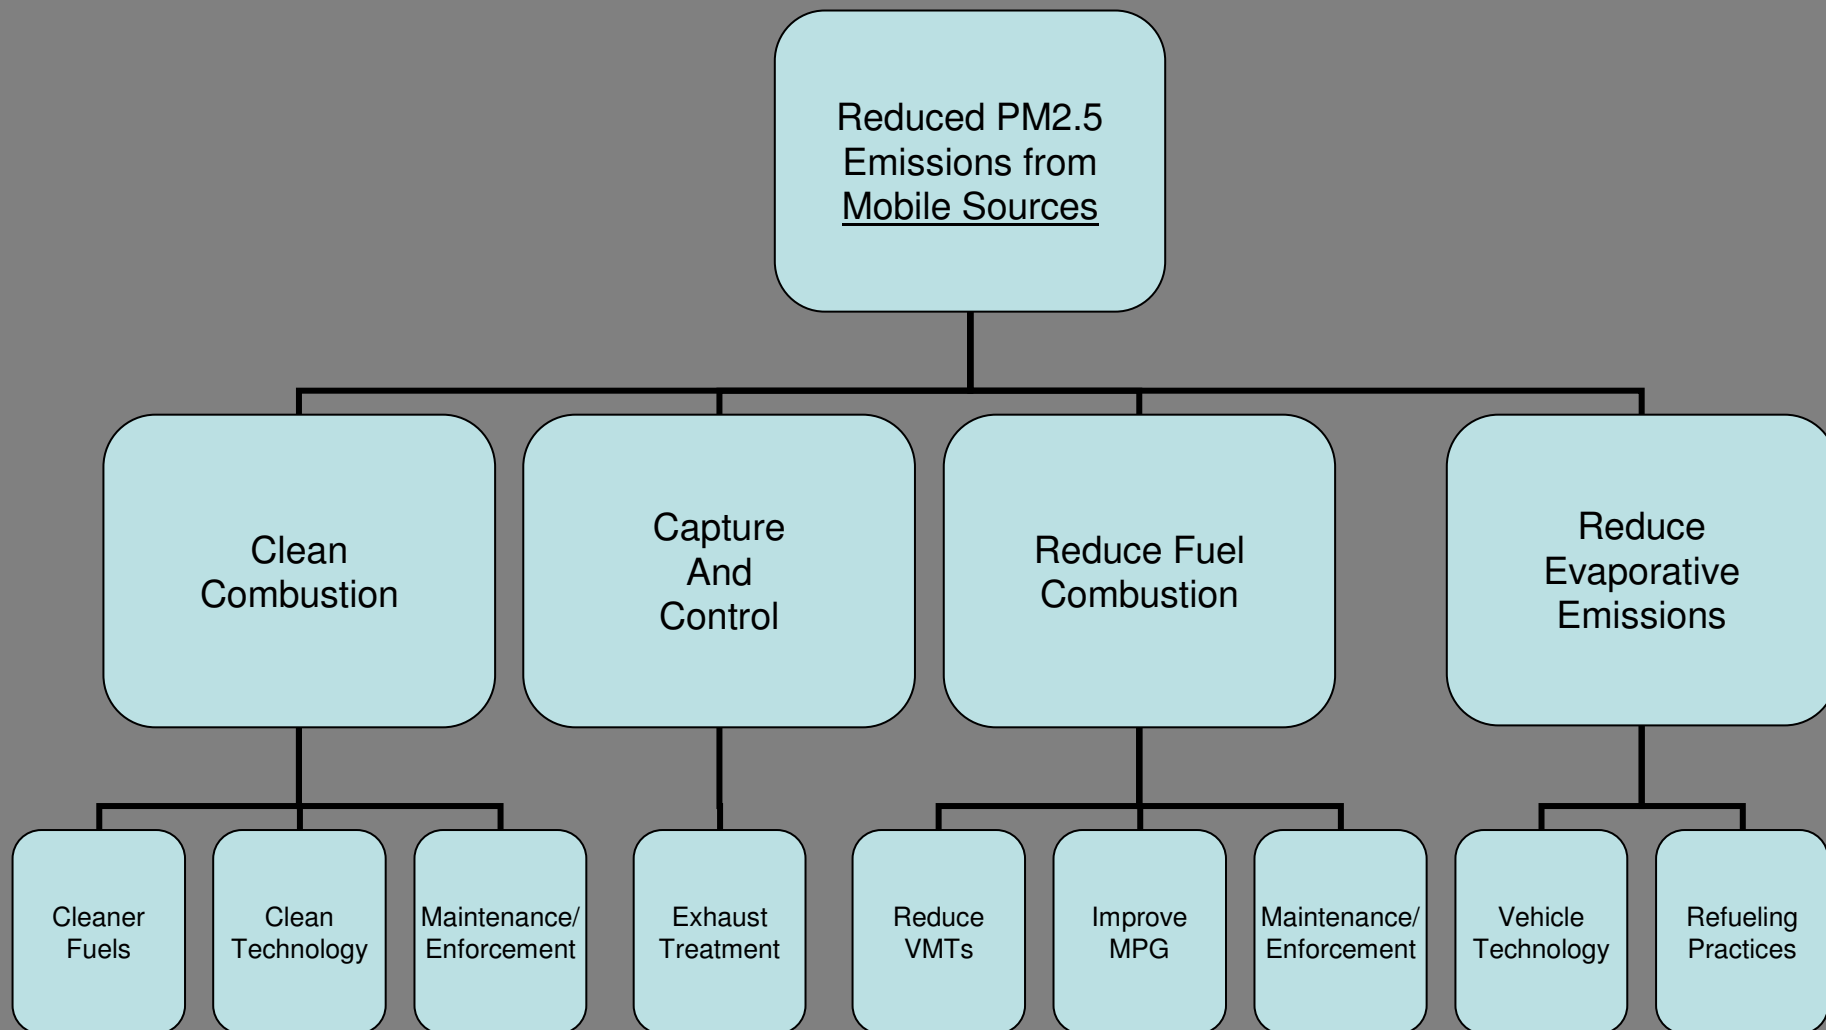 Reduced PM2.5
Emissions from
Mobile Sources
Clean
Combustion
Capture
And
Control
Reduce Fuel
Combustion
Reduce
Evaporative
Emissions
Cleaner
Fuels
Clean
Technology
Maintenance/
Enforcement
Exhaust
Treatment
Reduce
VMTs
Improve
MPG
Maintenance/
Enforcement
Vehicle
Technology
Refueling
Practices